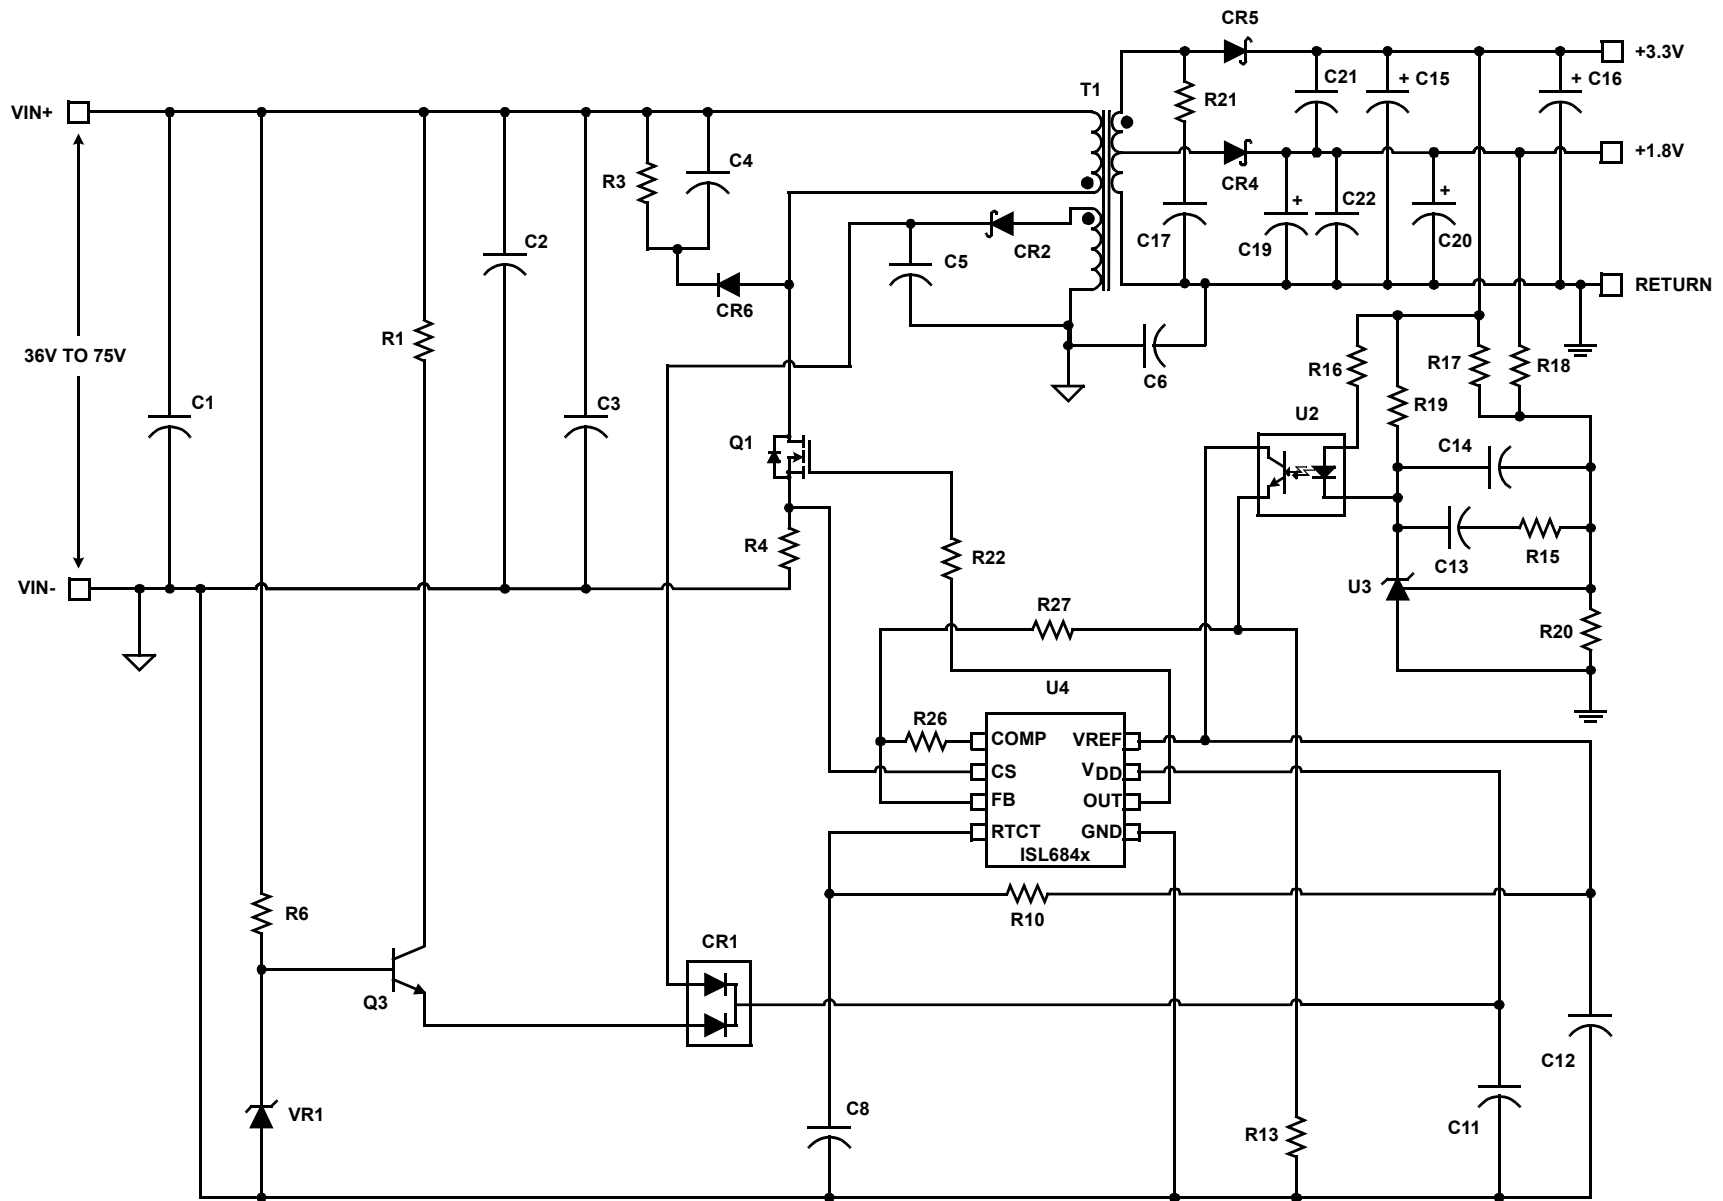 CR5
+3.3V
C21
+ C15
+ C16
T1
R21
VIN+
+1.8V
C4
R3
CR4
+
+
C22
C17
C19
C20
C2
C5
CR2
RETURN
CR6
R1
36V TO 75V
C6
R16
R17
R18
C1
C3
R19
U2
Q1
C14
R4
R22
C13
R15
VIN-
U3
R27
R20
U4
R26
COMP
VREF
CS
VDD
FB
OUT
RTCT
GND
ISL684x
R6
R10
CR1
Q3
C12
VR1
C8
R13
C11